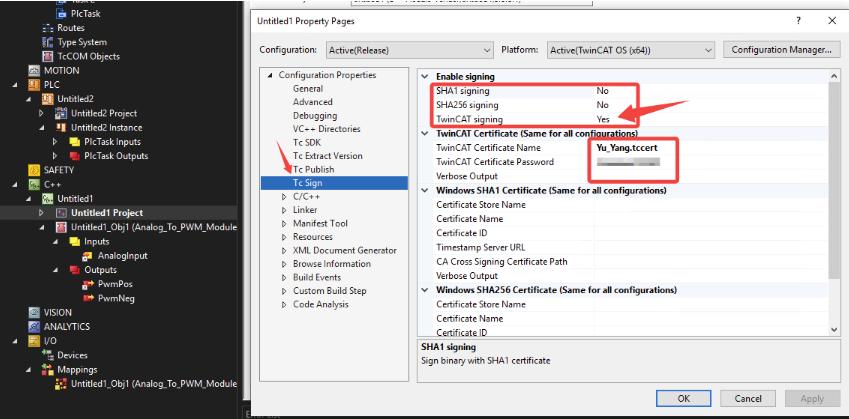 PlcTask
Routes
Type System
TcCOM Objects
MOTION
PLC
Untitled2
Untitled2 Project
Untitled2 Instance
PlcTask Inputs
PlcTask Outputs
SAFETY
C++
Untitled1
Untitled1 Project
Untitled1_Obj1 (Analog_To_PWM_Module
Inputs
AnalogInput
Outputs
PwmPos
PwmNeg
VISION
ANALYTICS
I/O
Devices
Mappings
Untitled1_Obj1 (Analog_To_PWM_Module
Untitled1 Property Pages
?
Configuration: Active(Release) Platform: Active(TwinCAT OS (x64)) Configuration Manager...
Configuration Properties
General
Advanced
Debugging
VC++ Directories
Tc SDK
Tc Extract Version
Tc Publish
Tc Sign
C/C++
Linker
Manifest Tool
Resources
XML Document Generator
Browse Information
Build Events
Custom Build Step
Code Analysis
Enable signing
SHA1 signing No
SHA256 signing No
TwinCAT signing Yes
TwinCAT Certificate (Same for all configurations)
TwinCAT Certificate Name Yu_Yang.tccert
TwinCAT Certificate Password
Verbose Output
Windows SHA1 Certificate (Same for all configurations)
Certificate Store Name
Certificate Name
Certificate ID
Timestamp Server URL
CA Cross Signing Certificate Path
Verbose Output
Windows SHA256 Certificate (Same for all configurations)
Certificate Store Name
Certificate Name
Certificate ID
SHA1 signing
Sign binary with SHA1 certificate
OK Cancel Apply